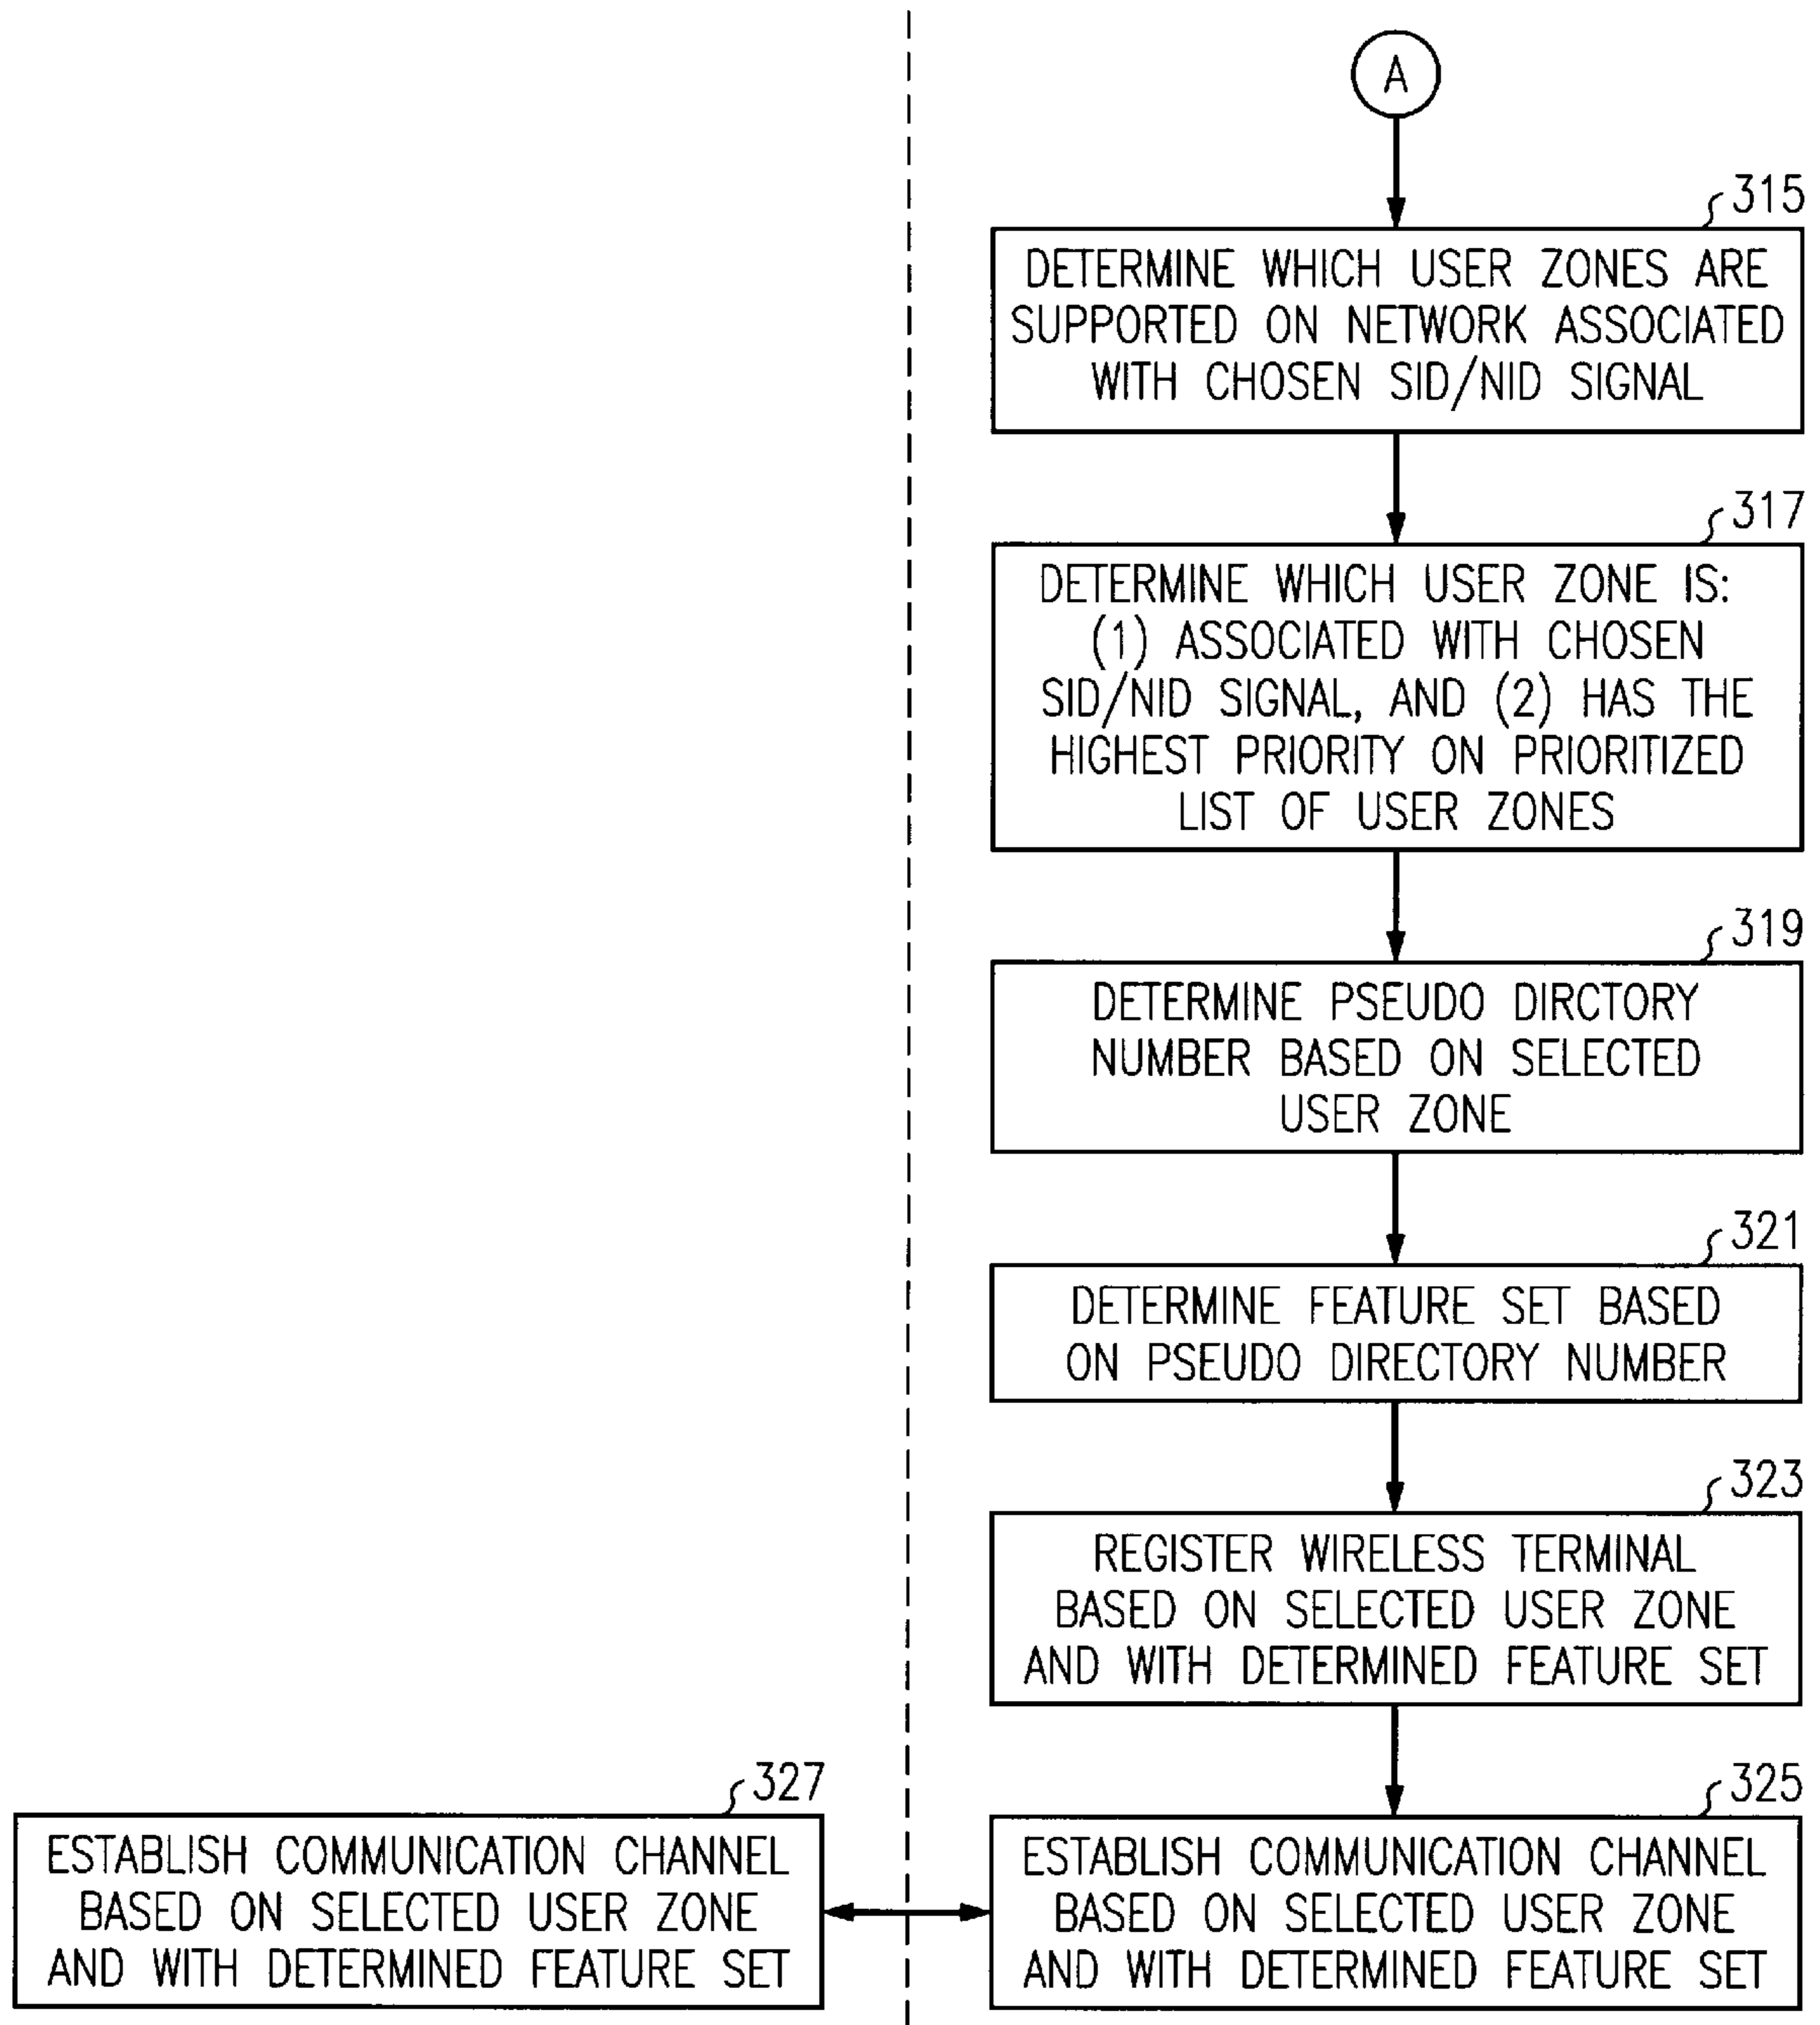 A
315
DETERMINE WHICH USER ZONES ARE
SUPPORTED ON NETWORK ASSOCIATED
WITH CHOSEN SID/NID SIGNAL
317
DETERMINE WHICH USER ZONE IS:
(1) ASSOCIATED WITH CHOSEN
SID/NID SIGNAL, AND (2) HAS THE
HIGHEST PRIORITY ON PRIORITIZED
LIST OF USER ZONES
319
DETERMINE PSEUDO DIRCTORY
NUMBER BASED ON SELECTED
USER ZONE
321
DETERMINE FEATURE SET BASED
ON PSEUDO DIRECTORY NUMBER
323
REGISTER WIRELESS TERMINAL
BASED ON SELECTED USER ZONE
AND WITH DETERMINED FEATURE SET
327
ESTABLISH COMMUNICATION CHANNEL
BASED ON SELECTED USER ZONE
AND WITH DETERMINED FEATURE SET
325
ESTABLISH COMMUNICATION CHANNEL
BASED ON SELECTED USER ZONE
AND WITH DETERMINED FEATURE SET